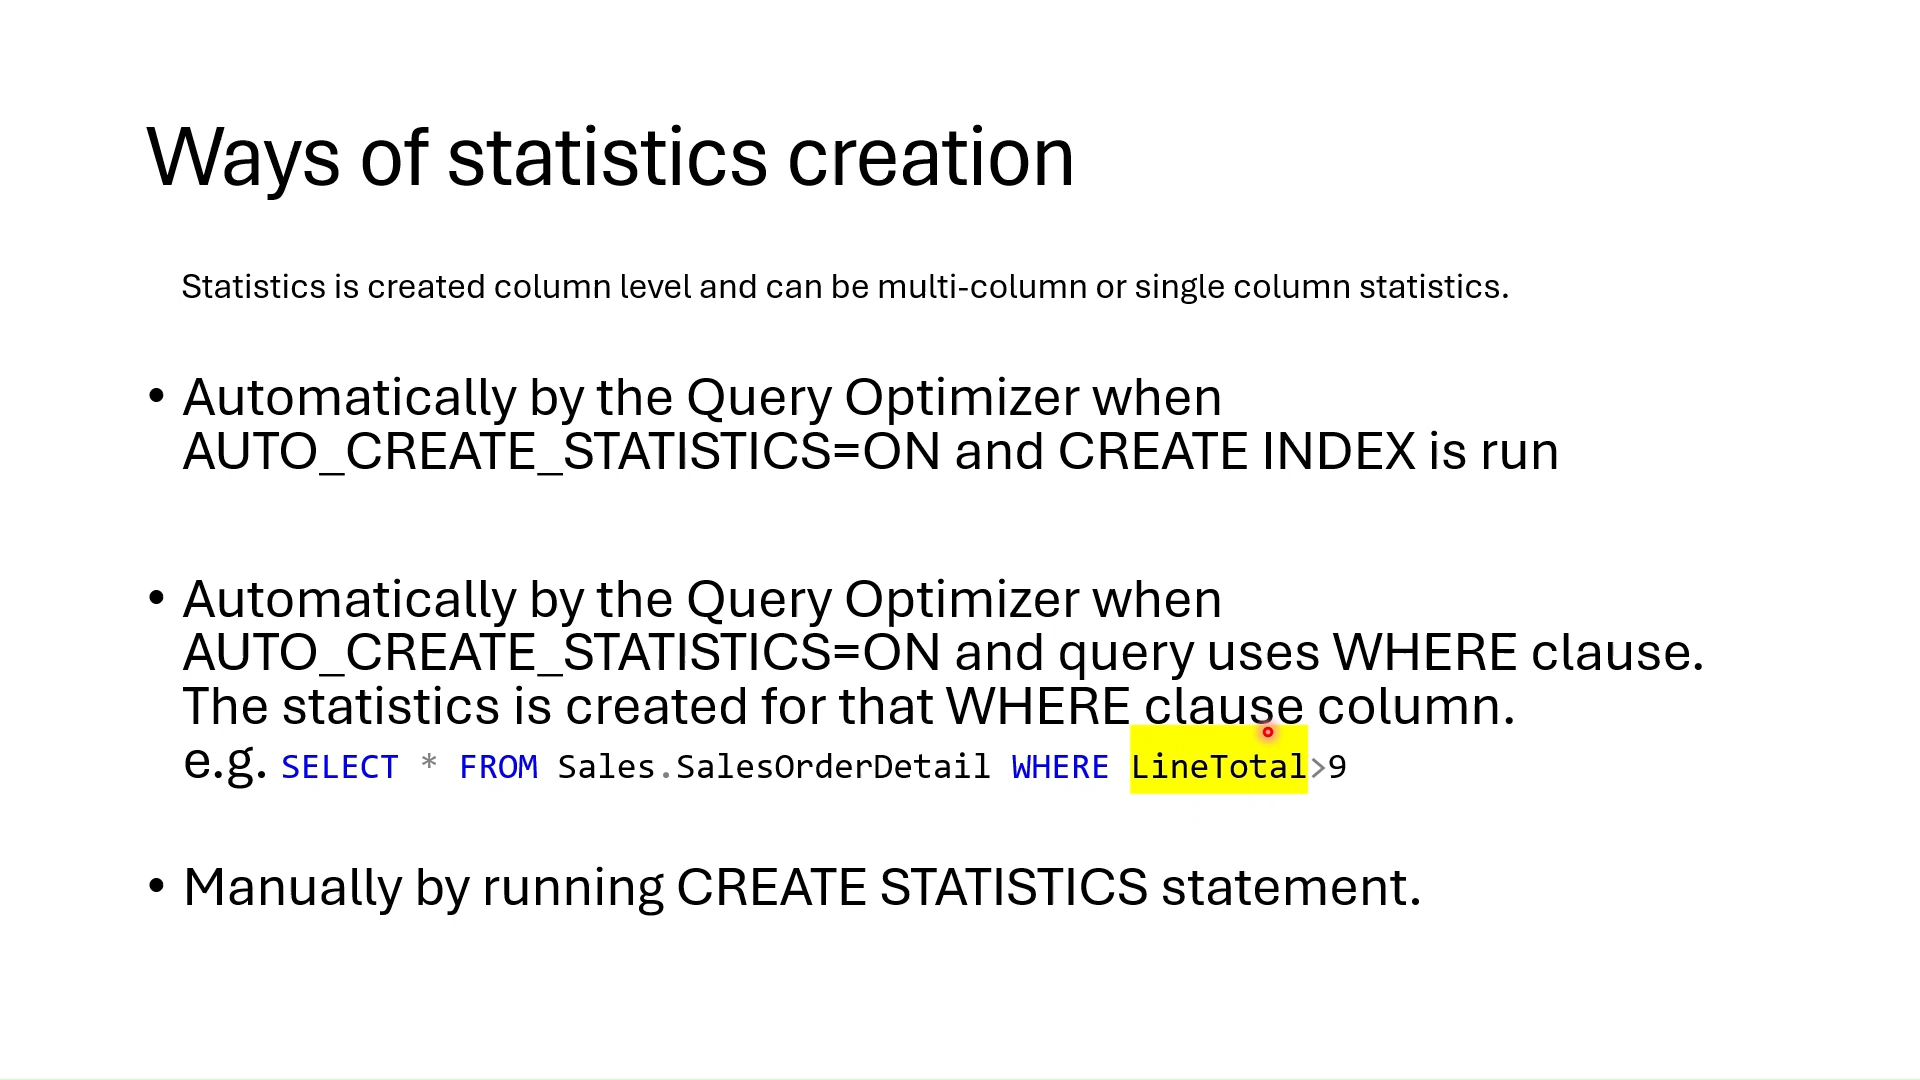 Ways of statistics creation
Statistics is created column level and can be multi-column or single column statistics.
• Automatically by the Query Optimizer when
AUTO_CREATE_STATISTICS=ON and CREATE INDEX is run
• Automatically by the Query Optimizer when
AUTO_CREATE_STATISTICS=ON and query uses WHERE clause.
The statistics is created for that WHERE clause column.
e.g. SELECT * FROM Sales.SalesOrderDetail WHERE LineTotal>9
• Manually by running CREATE STATISTICS statement.